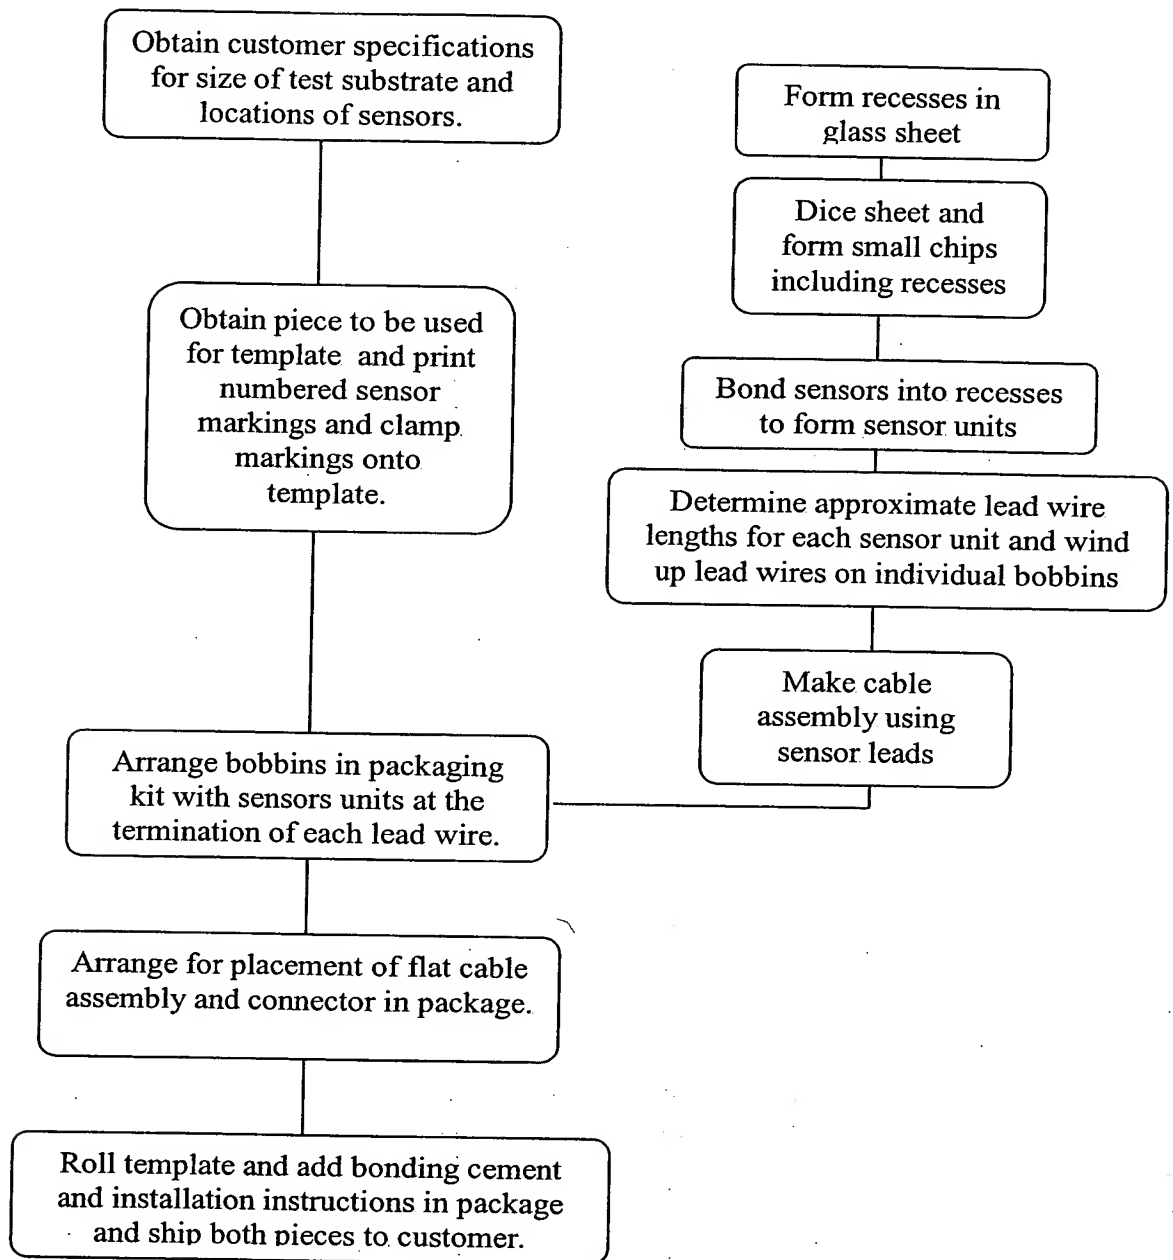 Obtain customer specifications
for size of test substrate and
locations of sensors.
Obtain piece to be used
for template and print
numbered sensor
markings and clamp
markings onto
template.
Form recesses in
glass sheet
Dice sheet and
form small chips
including recesses
Bond sensors into recesses
to form sensor units
Determine approximate lead wire
lengths for each sensor unit and wind
up lead wires on individual bobbins
Make cable
assembly using
sensor leads
Arrange bobbins in packaging
kit with sensors units at the
termination of each lead wire.
Arrange for placement of flat cable
assembly and connector in package.
Roll template and add bonding cement
and installation instructions in package
and ship both pieces to customer.